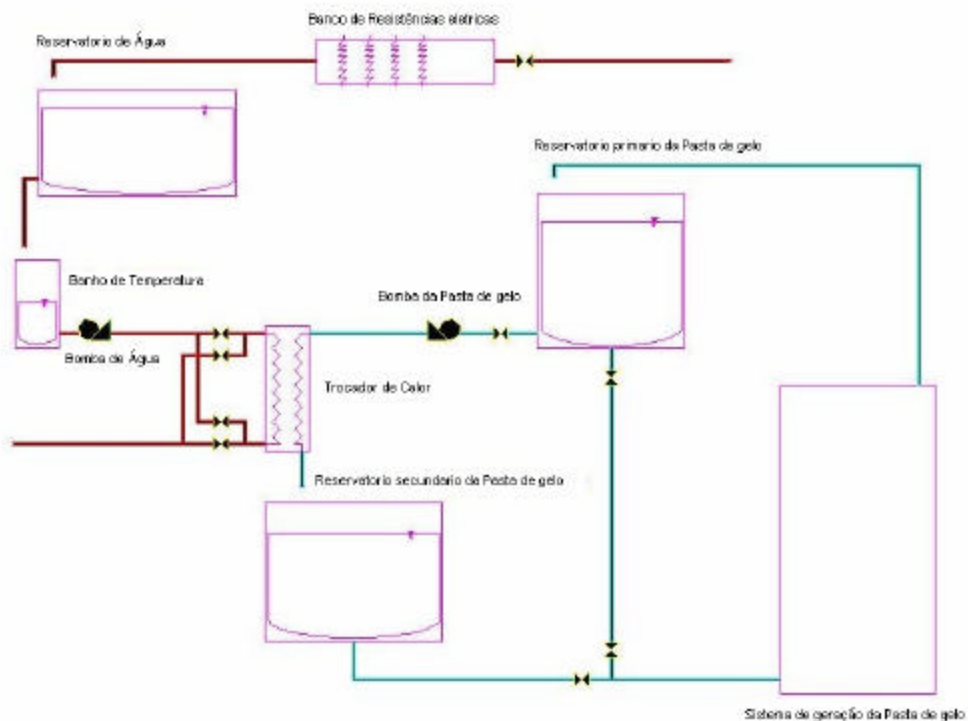 Banco de Resistências eletricas
Reservatorio de Água
Reservatorio primario da Pasta de gelo
Banho de Temperatura
Bomba da Pasta de gelo
Bomba de Água
Trocador de Calor
Reservatorio secundario da Pasta de gelo
Sistema de geração da Pasta de gelo